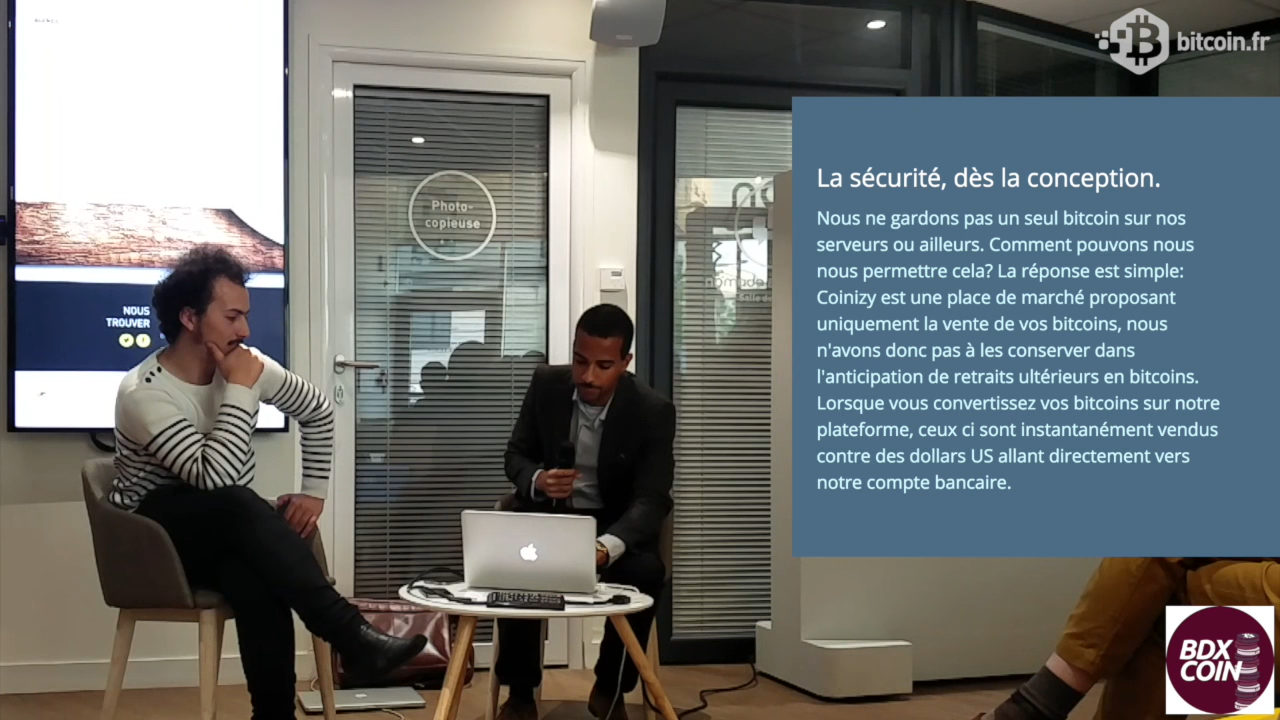 bitcoin.fr
La sécurité, dès la conception.
Nous ne gardons pas un seul bitcoin sur nos
serveurs ou ailleurs. Comment pouvons nous
nous permettre cela? La réponse est simple:
Coinizy est une place de marché proposant
uniquement la vente de vos bitcoins, nous
n'avons donc pas à les conserver dans
l'anticipation de retraits ultérieurs en bitcoins.
Lorsque vous convertissez vos bitcoins sur notre
plateforme, ceux ci sont instantanément vendus
contre des dollars US allant directement vers
notre compte bancaire.
Photo-
copieuse
NOUS
TROUVER
BDX
COIN